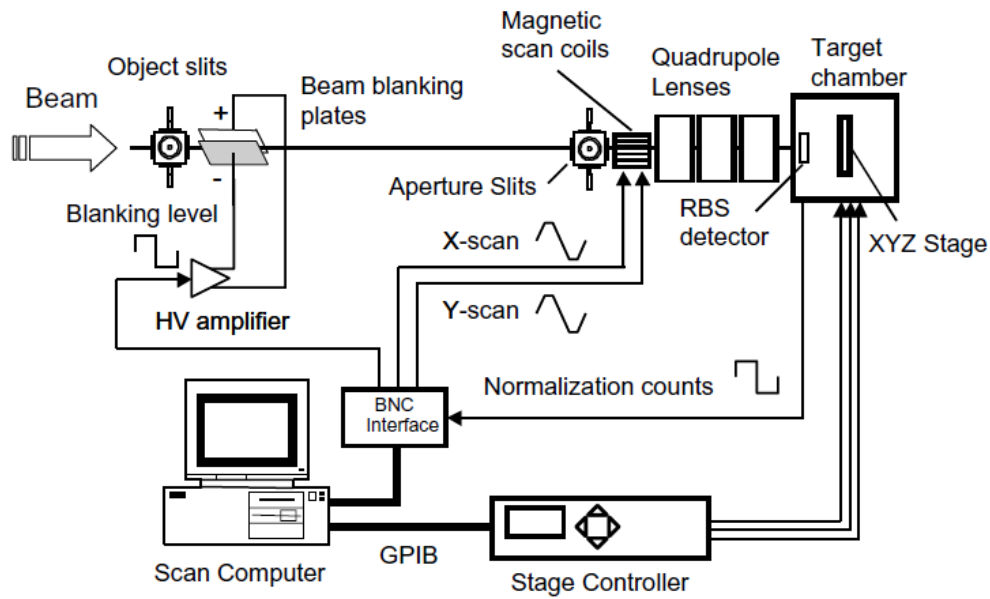 Magnetic
scan coils
Quadrupole
Lenses
Target
chamber
Object slits
Beam
Beam blanking
plates
+
-
Aperture Slits
RBS
detector
XYZ Stage
Blanking level
X-scan
Y-scan
HV amplifier
Normalization counts
BNC
Interface
GPIB
Scan Computer
Stage Controller